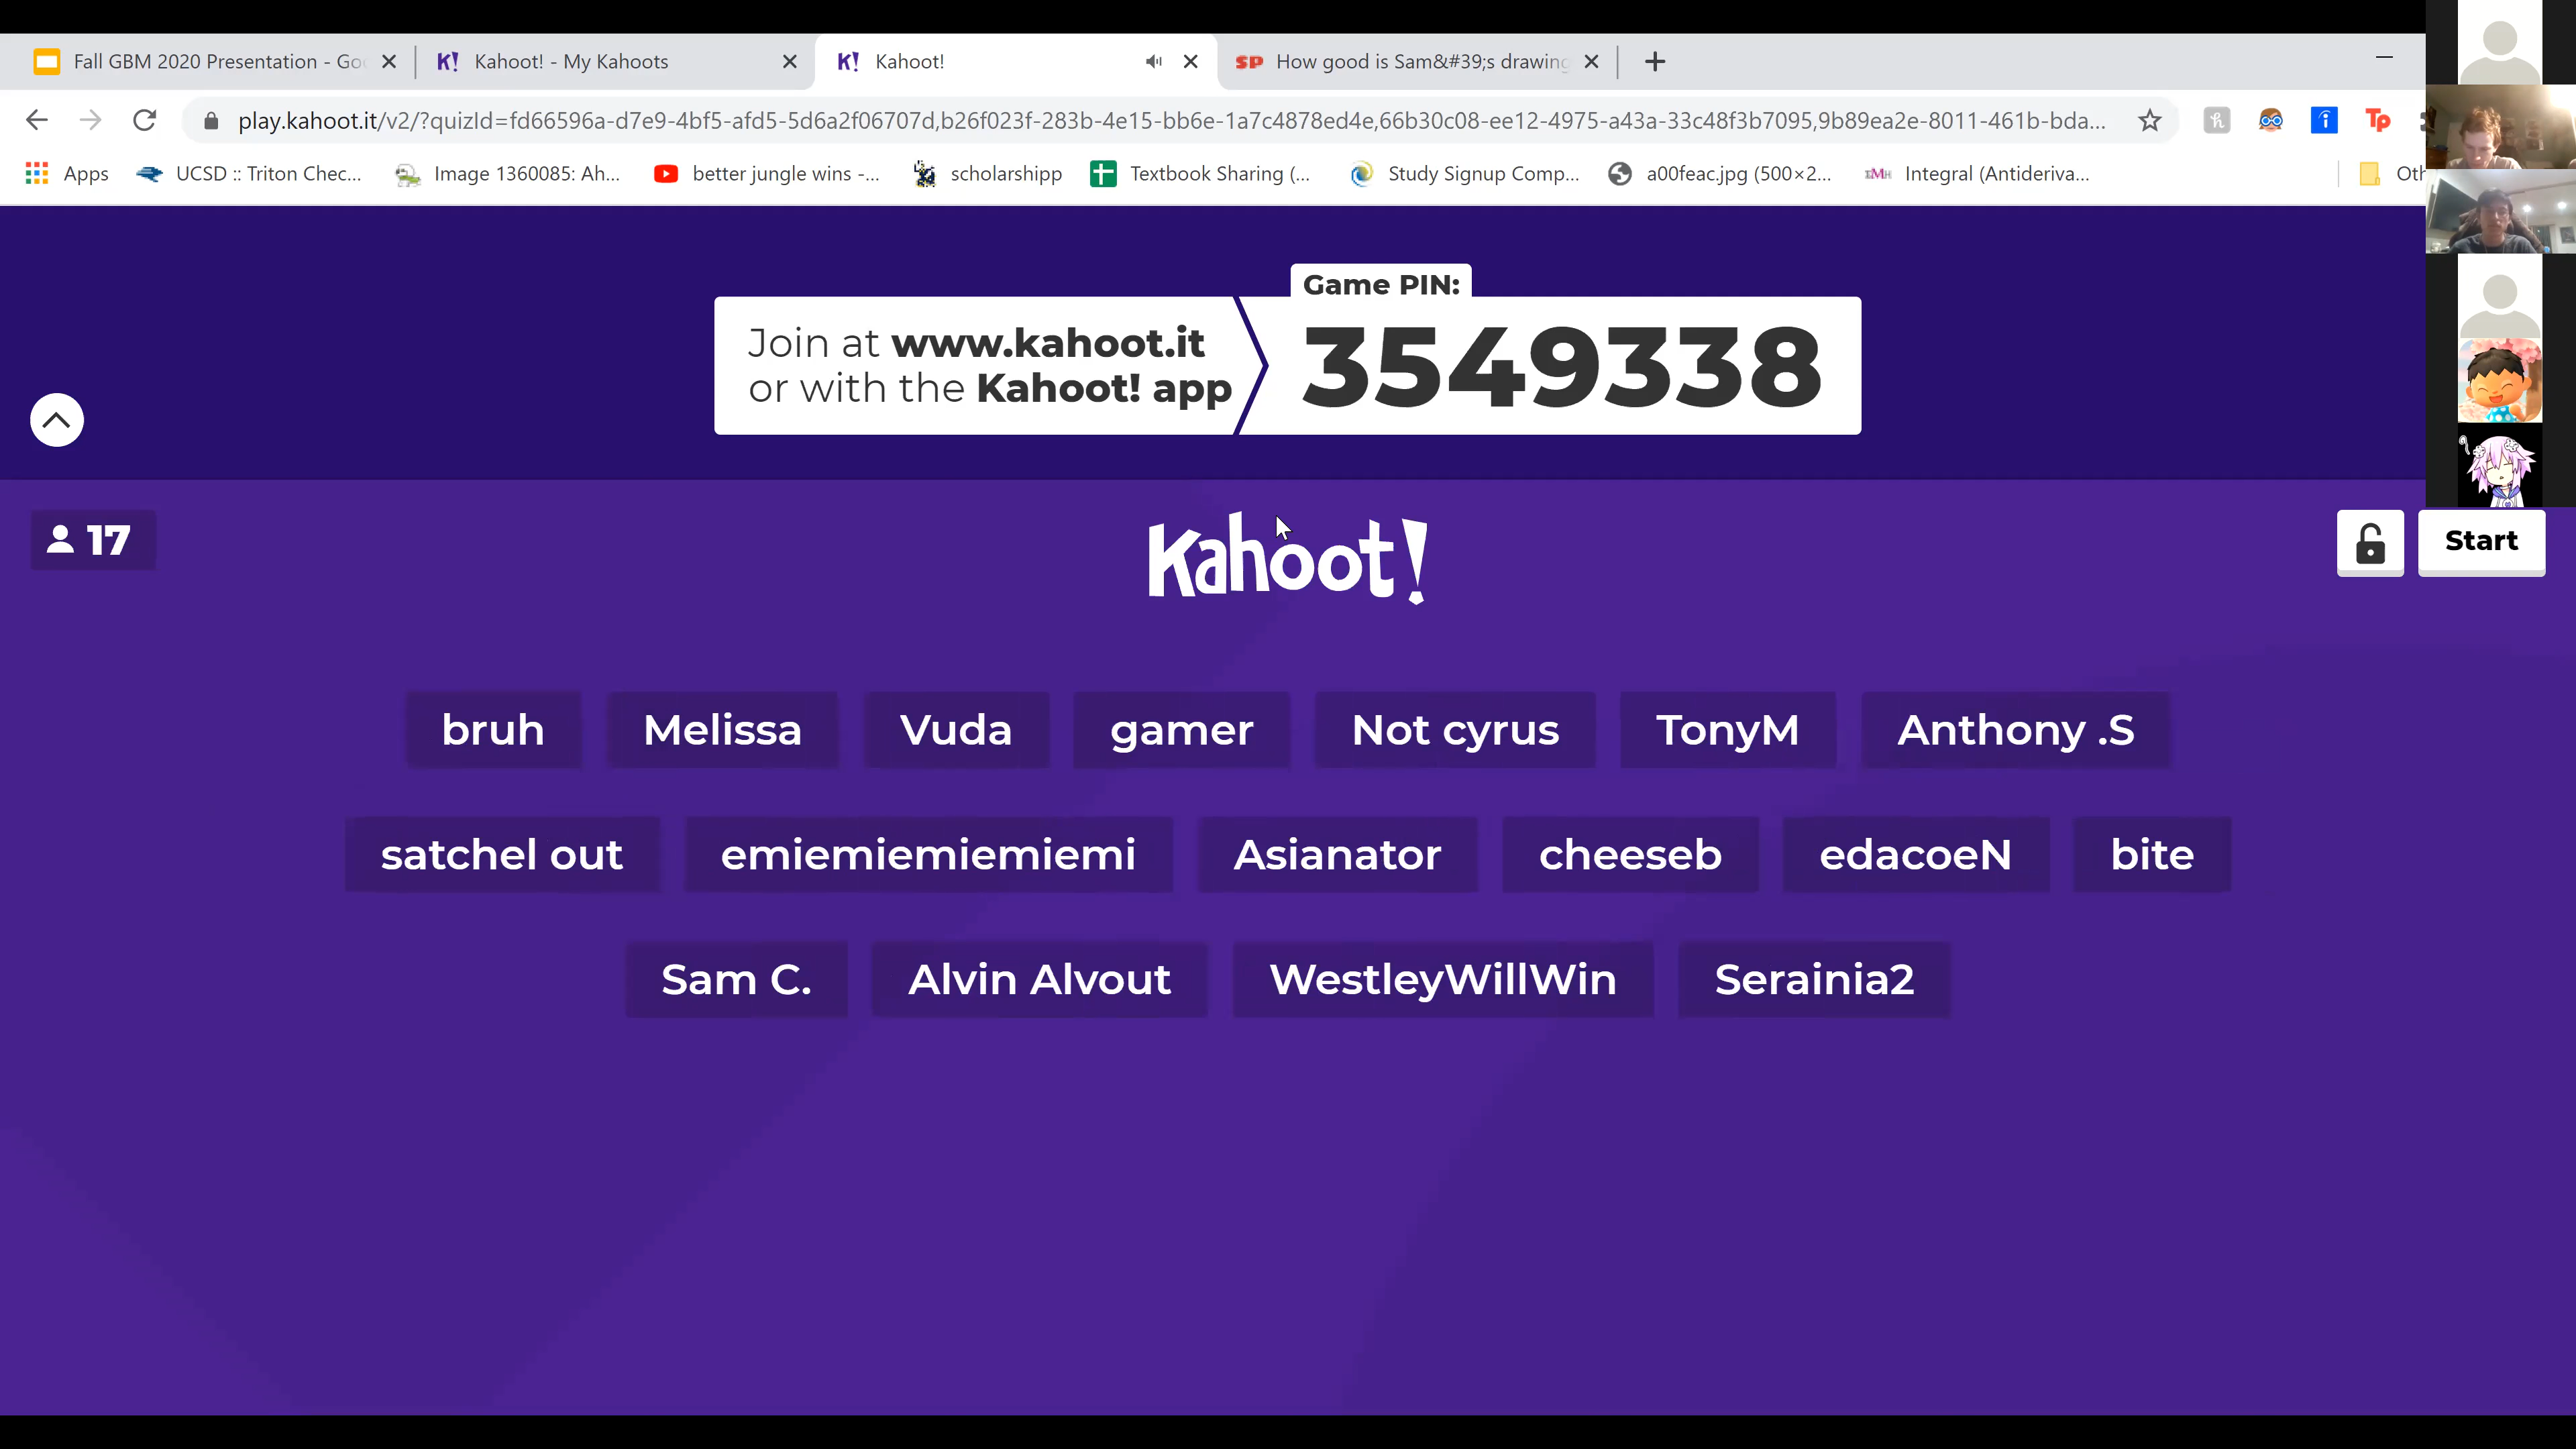 Fall GBM 2020 Presentation - Goo
Kahoot! - My Kahoots
Kahoot!
SP How good is Sam&#39;s drawing
play.kahoot.it/v2/?quizId=fd66596a-d7e9-4bf5-afd5-5d6a2f06707d,b26f023f-283b-4e15-bb6e-1a7c4878ed4e,66b30c08-ee12-4975-a43a-33c48f3b7095,9b89ea2e-8011-461b-bda...
Apps
UCSD :: Triton Chec...
Image 1360085: Ah...
better jungle wins -...
scholarshipp
Textbook Sharing (...
Study Signup Comp...
a00feac.jpg (500×2...
Integral (Antideriva...
Oth
Game PIN:
Join at www.kahoot.it
or with the Kahoot! app
3549338
17
Kahoot!
Start
bruh
Melissa
Vuda
gamer
Not cyrus
TonyM
Anthony .S
satchel out
emiemiemiemiemi
Asianator
cheeseb
edacoeN
bite
Sam C.
Alvin Alvout
WestleyWillWin
Serainia2